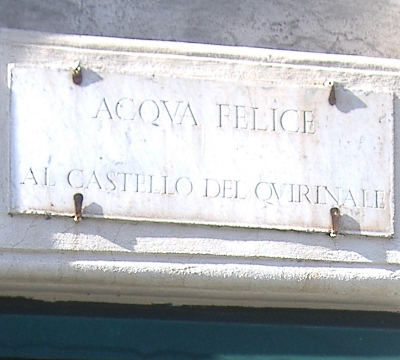 ACQVA FELICE
AL CASTELLO DEL QVIRINALE